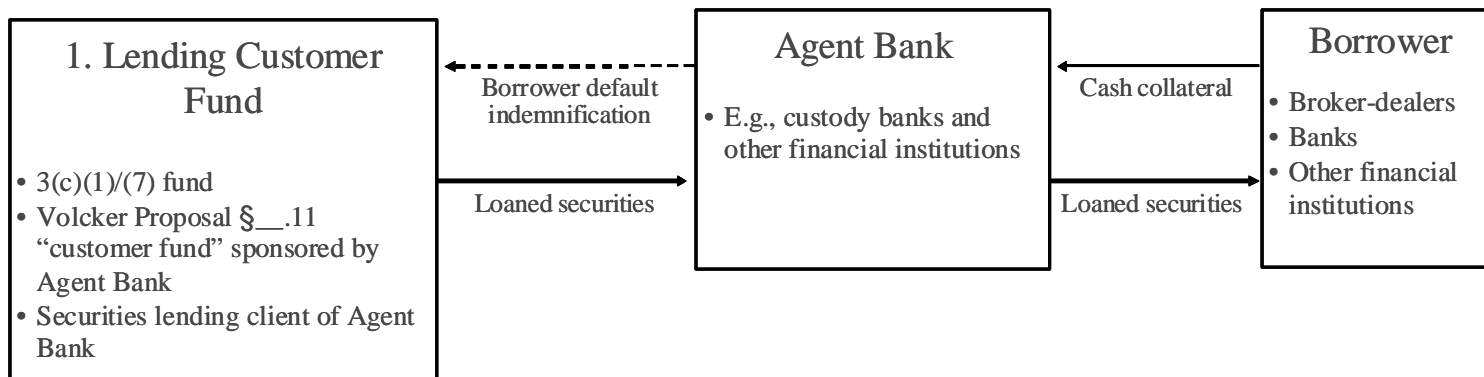 1. Lending Customer
Fund
• 3(c)(1)/(7) fund
• Volcker Proposal §__.11
“customer fund” sponsored by
Agent Bank
• Securities lending client of Agent
Bank
Borrower default
indemnification
Loaned securities
Agent Bank
• E.g., custody banks and
other financial institutions
Cash collateral
Loaned securities
Borrower
• Broker-dealers
• Banks
• Other financial
institutions